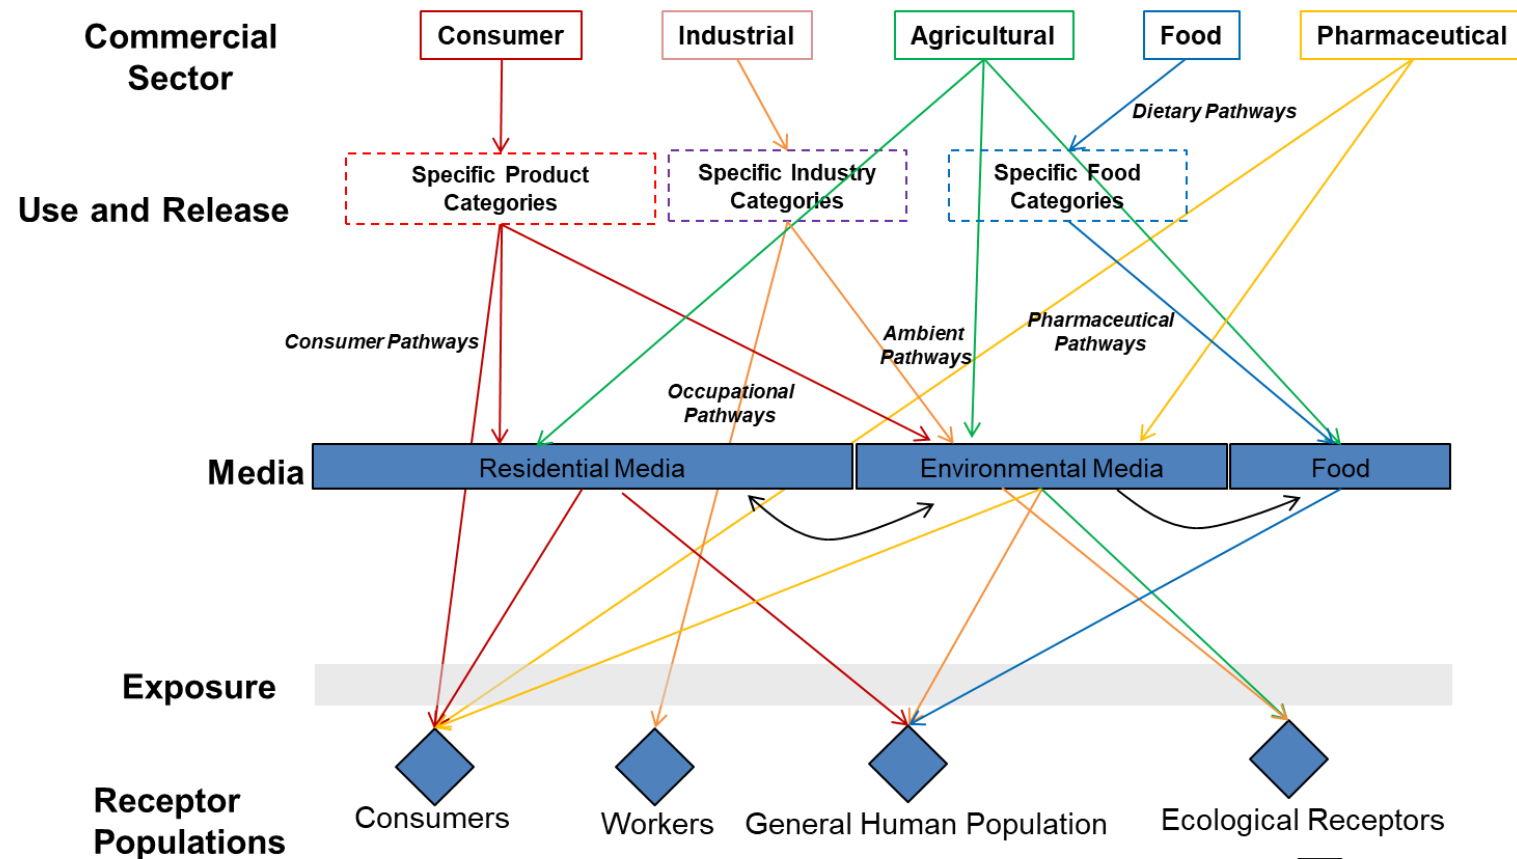 Commercial
Sector
Consumer
Industrial
Agricultural
Food
Pharmaceutical
Dietary Pathways
Use and Release
Specific Product
Categories
Specific Industry
Categories
Specific Food
Categories
Consumer Pathways
Occupational
Pathways
Ambient
Pathways
Pharmaceutical
Pathways
Media
Residential Media
Environmental Media
Food
Exposure
Receptor
Populations
Consumers
Workers
General Human Population
Ecological Receptors